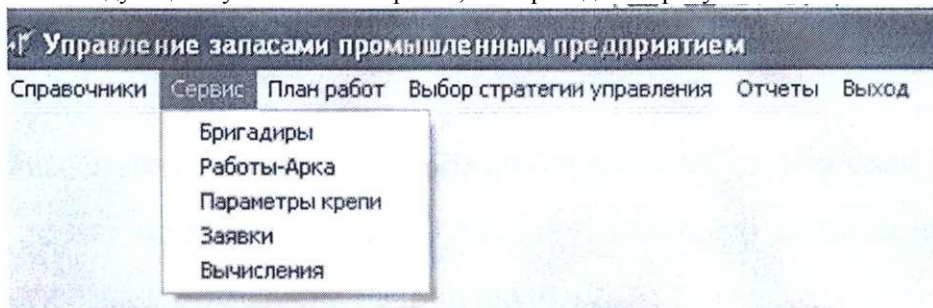 Управление запасами промышленным предприятием
Справочники Сервис План работ Выбор стратегии управления Отчеты Выход
Бригадиры
Работы-Арка
Параметры крепи
Заявки
Вычисления